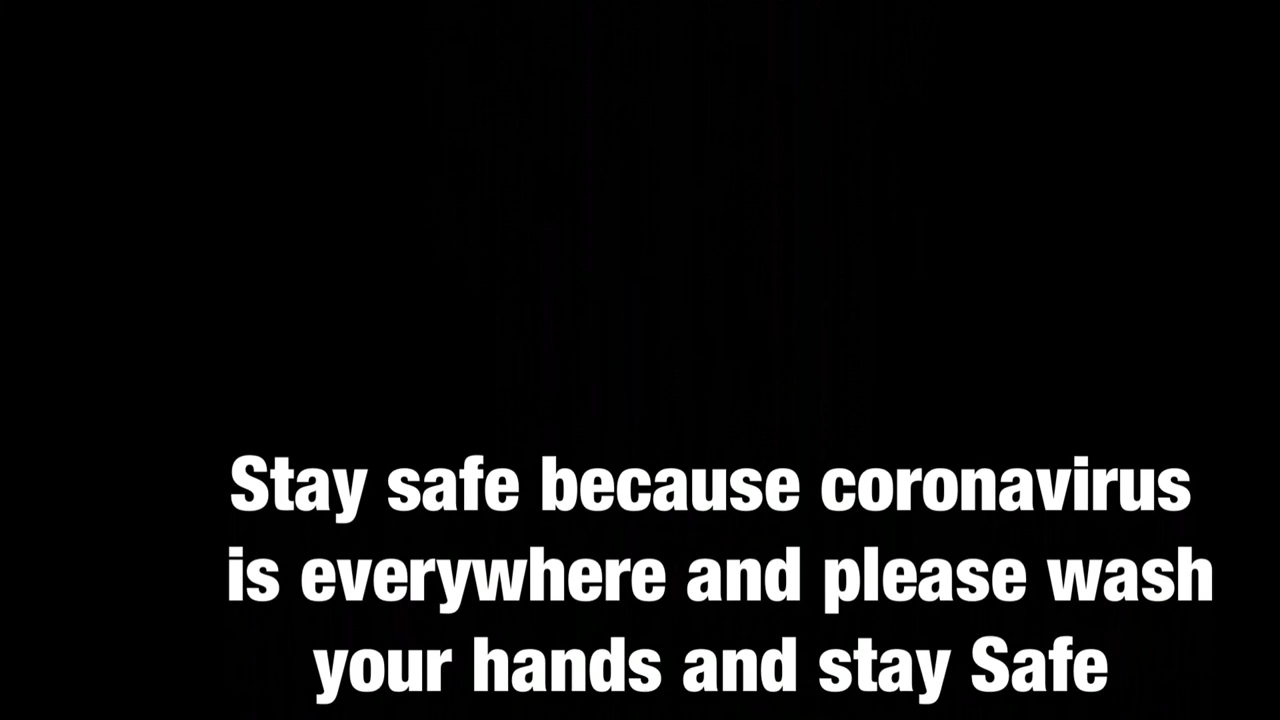 Stay safe because coronavirus
is everywhere and please wash
your hands and stay Safe